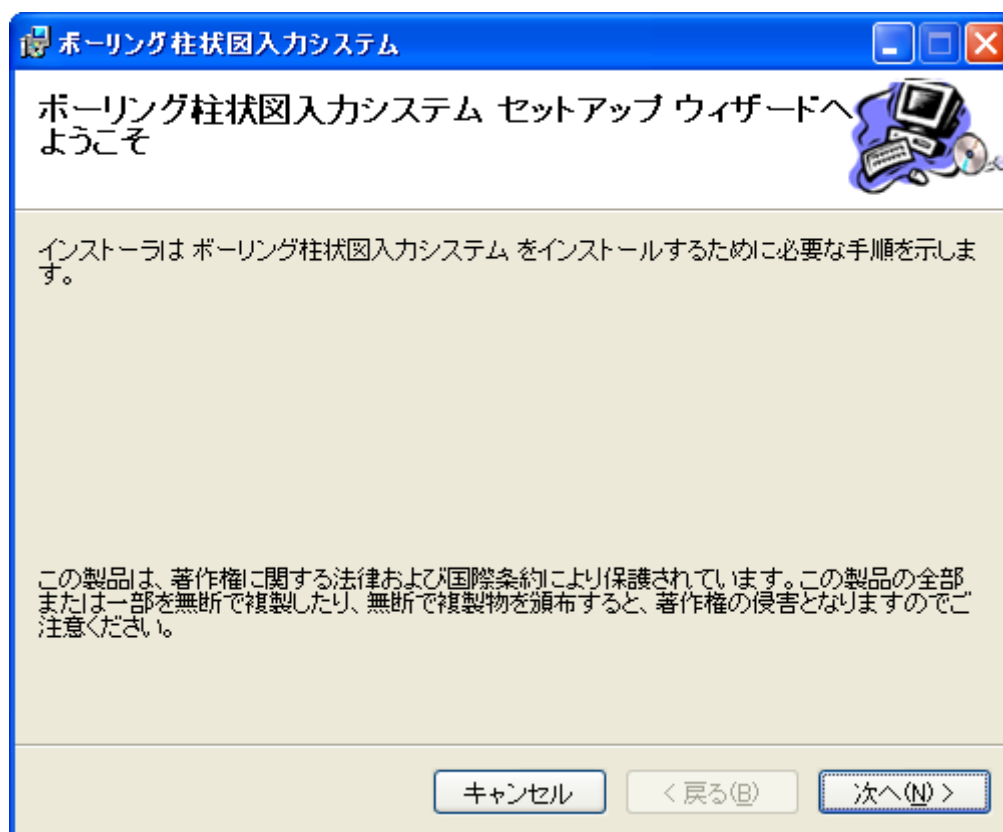 ボーリング柱状図入力システム
ボーリング柱状図入力システム セットアップ ウィザードへ
ようこそ
インストーラは ボーリング柱状図入力システム をインストールするために必要な手順を示しま
す。
この製品は、著作権に関する法律および国際条約により保護されています。この製品の全部
または一部を無断で複製したり、無断で複製物を頒布すると、著作権の侵害となりますのでご
注意ください。
キャンセル < 戻る(B) 次へ(N) >